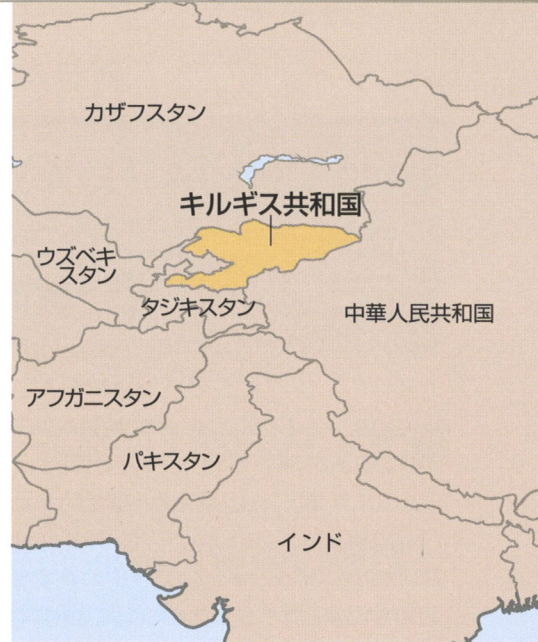 カザフスタン
キルギス共和国
ウズベキ
スタン
タジキスタン
中華人民共和国
アフガニスタン
パキスタン
インド